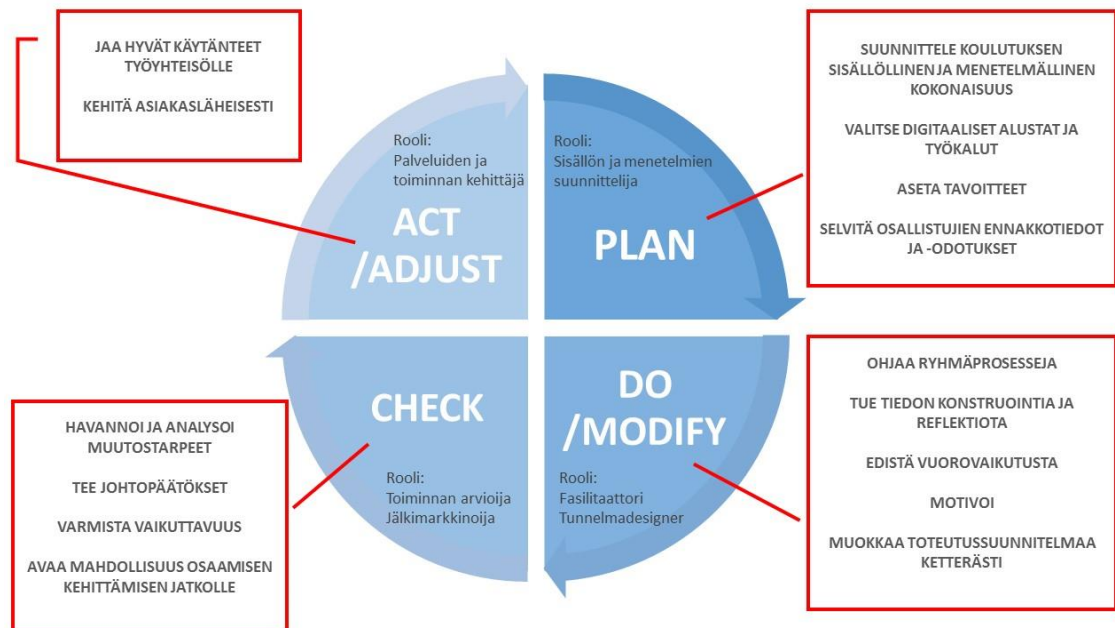 JAA HYVÄT KÄYTÄNTEET
TYÖYHTEISÖLLE
KEHITÄ ASIAKASLÄHEISESTI
Rooli:
Palveluiden ja
toiminnan kehittäjä
ACT
/ADJUST
Rooli:
Sisällön ja menetelmien
suunnittelija
PLAN
SUUNNITTELE KOULUTUKSEN
SISÄLLÖLLINEN JA MENETELMÄLLINEN
KOKONAISUUS
VALITSE DIGITAALISET ALUSTAT JA
TYÖKALUT
ASETA TAVOITTEET
SELVITÄ OSALLISTUJIEN ENNAKKOTIEDOT
JA -ODOTUKSET
HAVANNOI JA ANALYSOI
MUUTOSTARPEET
TEE JOHTOPÄÄTÖKSET
VARMISTA VAIKUTTAVUUS
AVAA MAHDOLLISUUS OSAAMISEN
KEHITTÄMISEN JATKOLLE
CHECK
Rooli:
Toiminnan arvioija
Jälkimarkkinoija
DO
/MODIFY
Rooli:
Fasilitaattori
Tunnelmadesigner
OHJAA RYHMÄPROSESSEJA
TUE TIEDON KONSTRUOINTIA JA
REFLEKTIOTA
EDISTÄ VUOROVAIKUTUSTA
MOTIVOI
MUOKKAA TOTEUTUSSUUNNITELMAA
KETTERÄSTI